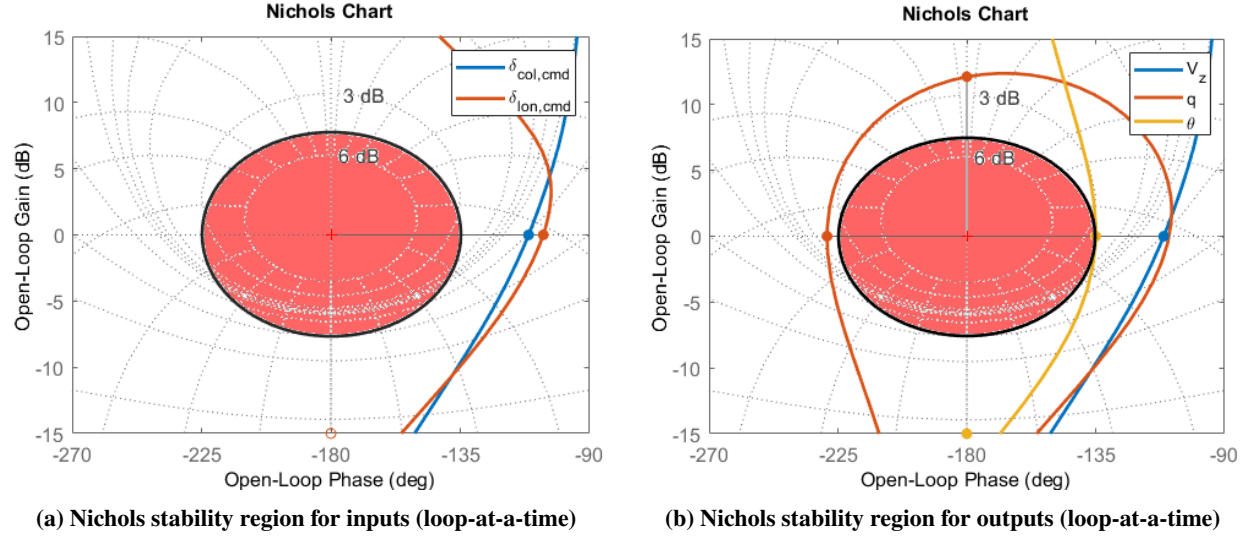 Nichols Chart
15
10
5
0
-5
-10
-15
Open-Loop Gain (dB)
3 dB
6 dB
δcol,cmd
δlon,cmd
-270
-225
-180
-135
-90
Open-Loop Phase (deg)
(a) Nichols stability region for inputs (loop-at-a-time)
Nichols Chart
15
10
5
0
-5
-10
-15
Open-Loop Gain (dB)
3 dB
6 dB
Vz
q
θ
-270
-225
-180
-135
-90
Open-Loop Phase (deg)
(b) Nichols stability region for outputs (loop-at-a-time)